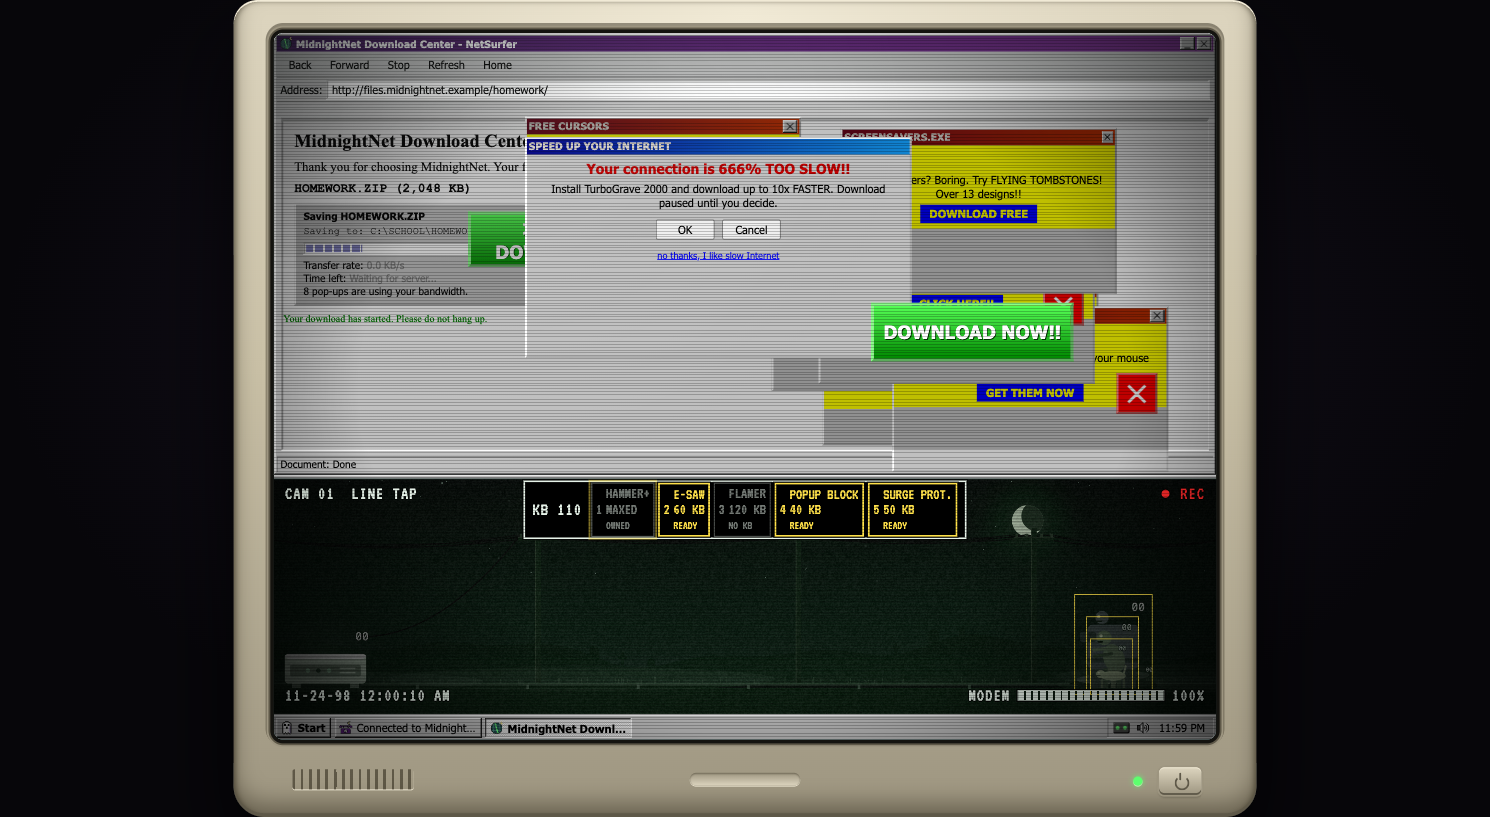 MidnightNet Download Center - NetSurfer
Back Forward Stop Refresh Home
Address: http://files.midnightnet.example/homework/
MidnightNet Download Cent
Thank you for choosing MidnightNet. Your f
HOMEWORK.ZIP (2,048 KB)
Saving HOMEWORK.ZIP
Saving to: C:\SCHOOL\HOMEWO
Transfer rate: 0.0 KB/s
Time left: Waiting for server...
8 pop-ups are using your bandwidth.
Your download has started. Please do not hang up.
DO
FREE CURSORS
SPEED UP YOUR INTERNET
Your connection is 666% TOO SLOW!!
Install TurboGrave 2000 and download up to 10x FASTER. Download
paused until you decide.
OK Cancel
no thanks, I like slow Internet
SCREENSAVERS.EXE
ers? Boring. Try FLYING TOMBSTONES!
Over 13 designs!!
DOWNLOAD FREE
CLICK HERE!!
DOWNLOAD NOW!!
your mouse
GET THEM NOW
Document: Done
CAM 01 LINE TAP
KB 110
HAMMER+
1 MAXED
OWNED
E-SAW
2 60 KB
READY
FLAMER
3 120 KB
NO KB
POPUP BLOCK
4 40 KB
READY
SURGE PROT.
5 50 KB
READY
REC
00
00
00
00
11-24-98 12:00:10 AM
MODEM 100%
Start
Connected to Midnight...
MidnightNet Downl...
11:59 PM